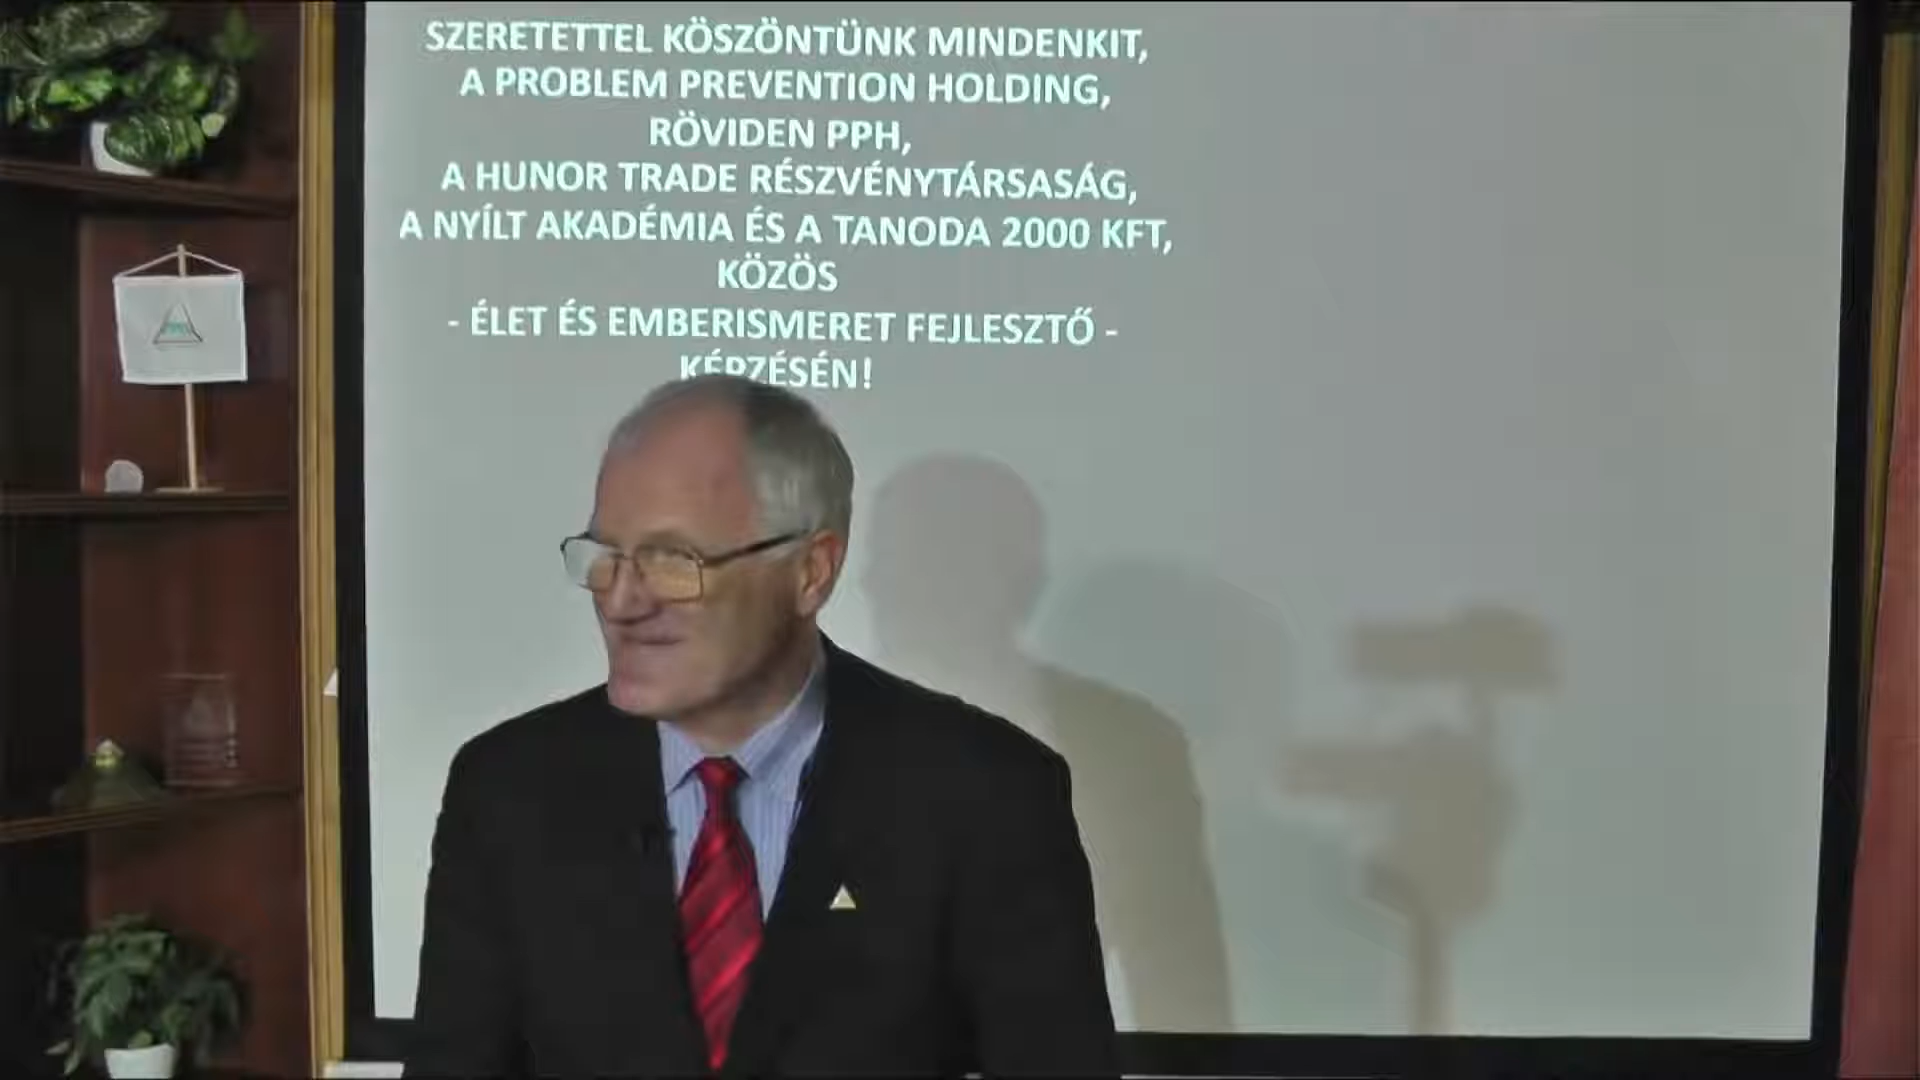 SZERETETTEL KÖSZÖNTÜNK MINDENKIT,
A PROBLEM PREVENTION HOLDING,
RÖVIDEN PPH,
A HUNOR TRADE RÉSZVÉNYTÁRSASÁG,
A NYÍLT AKADÉMIA ÉS A TANODA 2000 KFT,
KÖZÖS
- ÉLET ÉS EMBERISMERET FEJLESZTŐ -
KÉPZÉSÉN!